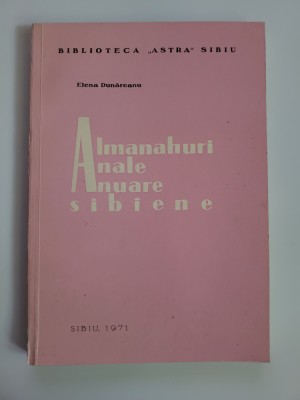 BIBLIOTECA „ASTRA" SIBIU
Elena Dunăreanu
Almanahuri
Anale
Anuare
sibiene
SIBIU, 1971